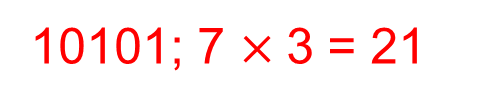 10101; 7 × 3 = 21